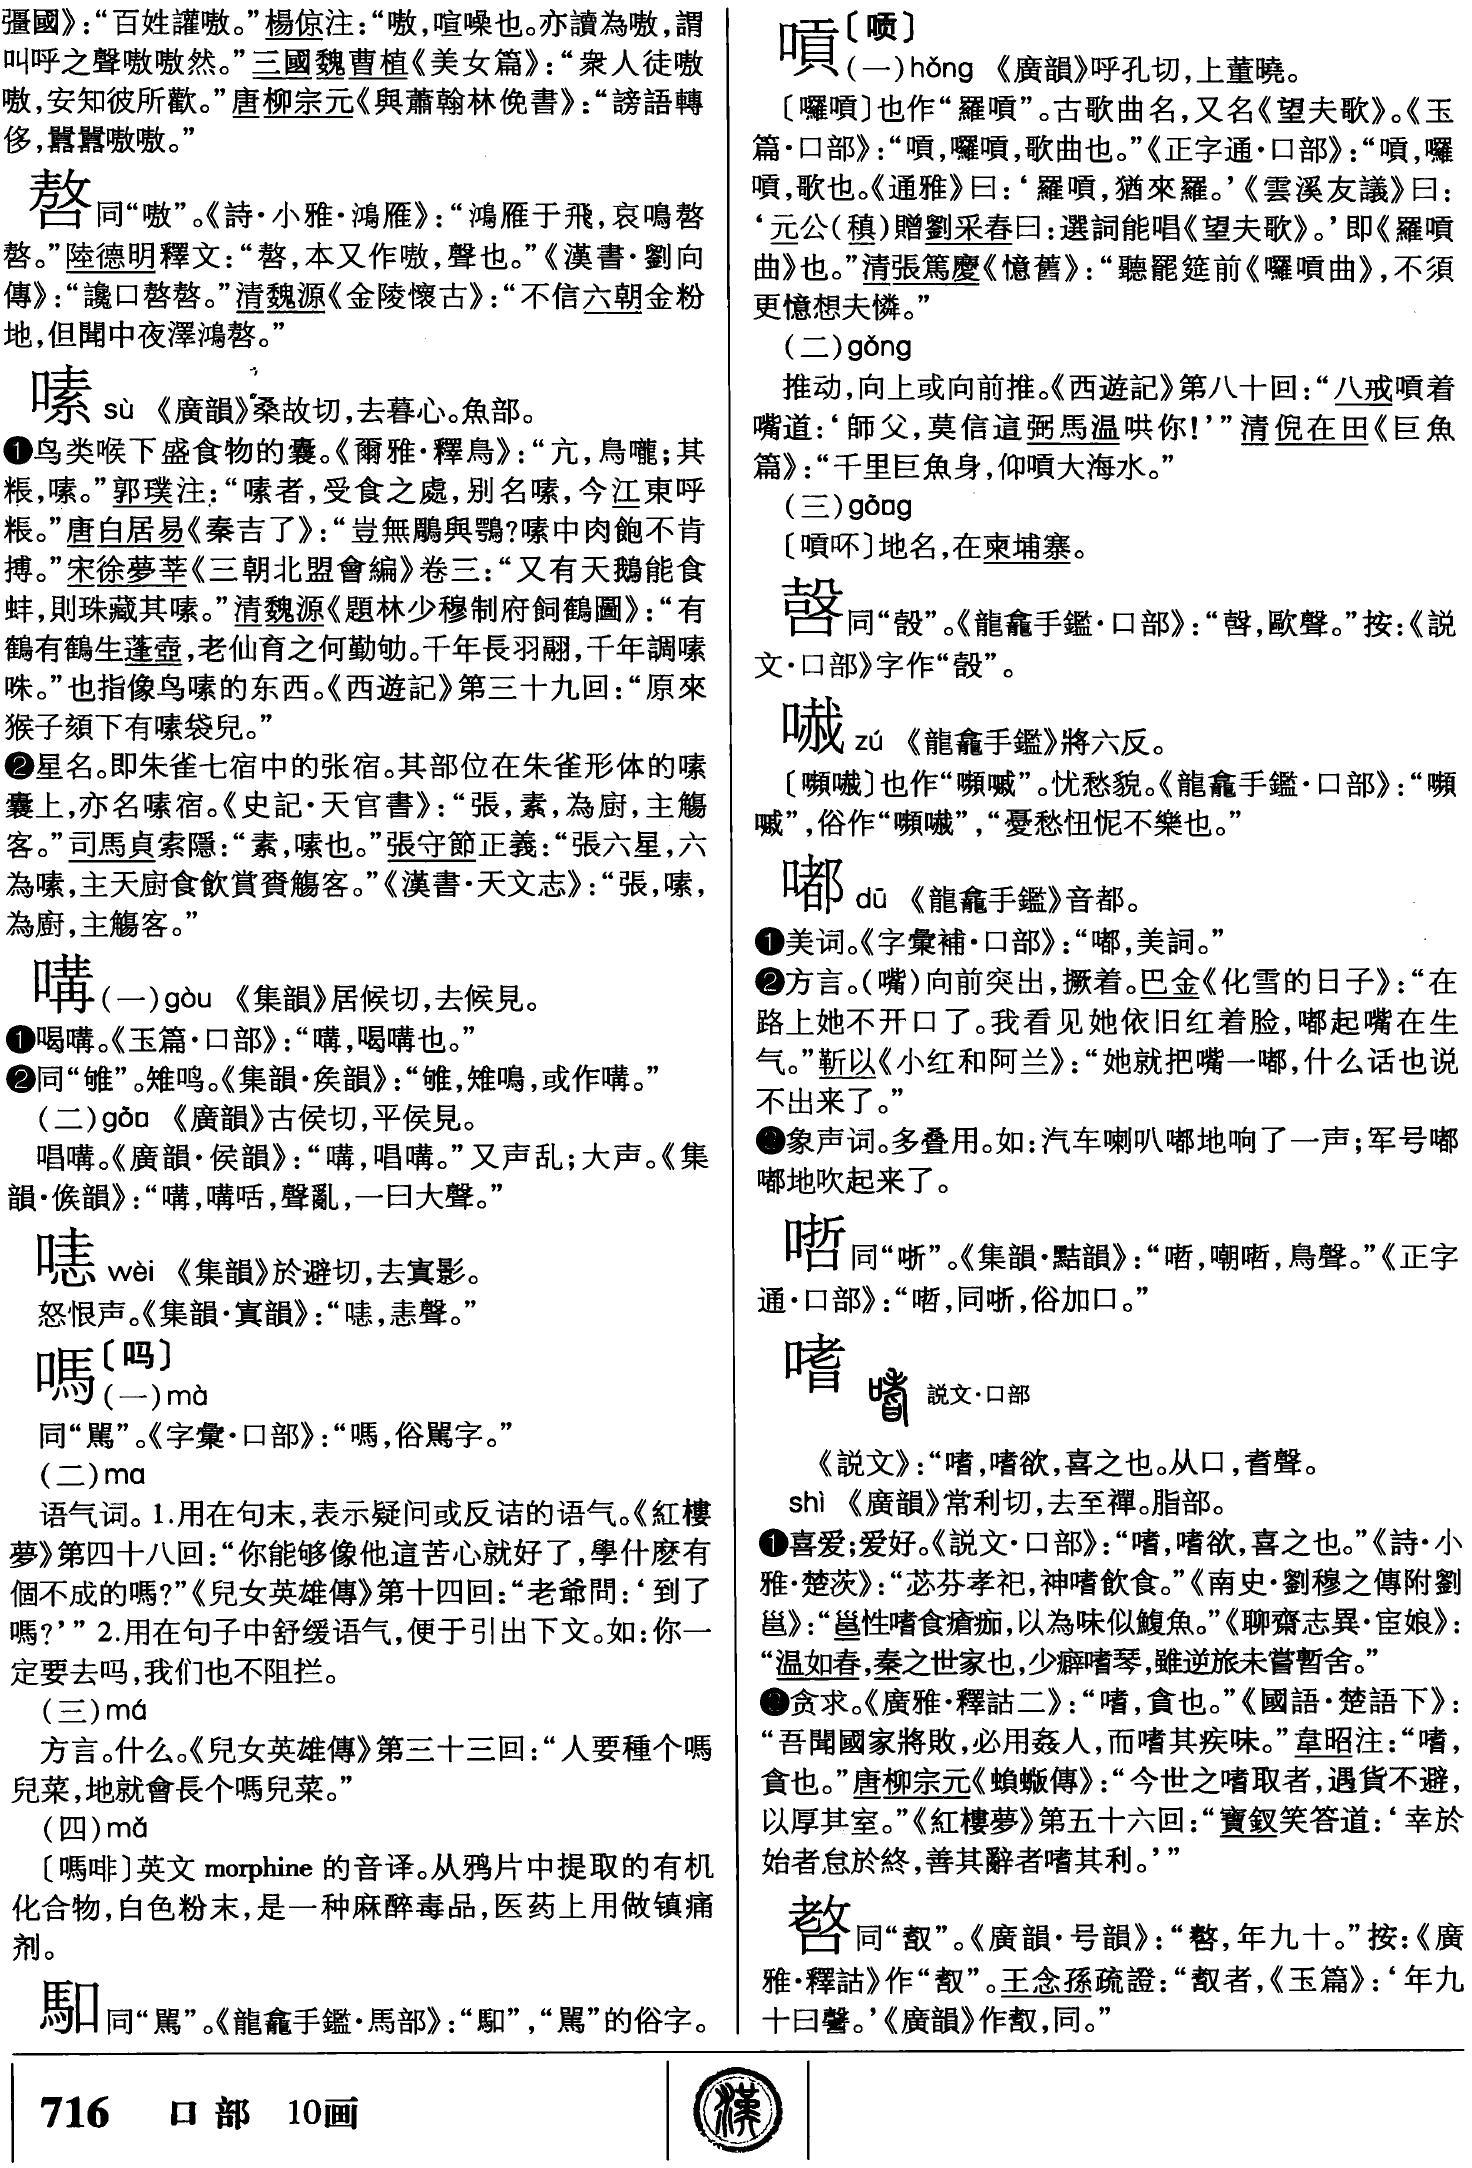 彊國》：“百姓讙嗷。”楊倞注：“嗷，喧噪也。亦讀為嗷，謂
叫呼之聲嗷嗷然。”三國魏曹植《美女篇》：“衆人徒嗷
嗷，安知彼所歡。”唐柳宗元《與蕭翰林俛書》：“謗語轉
侈，嚻嚻嗷嗷。”
嗸同“嗷”。《詩·小雅·鴻雁》：“鴻雁于飛，哀鳴嗸
嗸。”陸德明釋文：“嗸，本又作嗷，聲也。”《漢書·劉向
傳》：“讒口嗸嗸。”清魏源《金陵懷古》：“不信六朝金粉
地，但聞中夜澤鴻嗸。”
嗉 sù 《廣韻》桑故切，去暮心。魚部。
❶鸟类喉下盛食物的囊。《爾雅·釋鳥》：“亢，鳥嚨；其
粻，嗉。”郭璞注：“嗉者，受食之處，别名嗉，今江東呼
粻。”唐白居易《秦吉了》：“豈無鵰與鶚？嗉中肉飽不肯
搏。”宋徐夢莘《三朝北盟會編》卷三：“又有天鵝能食
蚌，則珠藏其嗉。”清魏源《題林少穆制府飼鶴圖》：“有
鶴有鶴生蓬壺，老仙育之何勤劬。千年長羽翮，千年調嗉
咮。”也指像鸟嗉的东西。《西遊記》第三十九回：“原來
猴子頦下有嗉袋兒。”
❷星名。即朱雀七宿中的张宿。其部位在朱雀形体的嗉
囊上，亦名嗉宿。《史記·天官書》：“張，素，為廚，主觴
客。”司馬貞索隱：“素，嗉也。”張守節正義：“張六星，六
為嗉，主天廚食飲賞賚觴客。”《漢書·天文志》：“張，嗉，
為廚，主觴客。”
嗀(一)gòu 《集韻》居候切，去候見。
❶喝嗀。《玉篇·口部》：“嗀，喝嗀也。”
❷同“雊”。雉鸣。《集韻·矦韻》：“雊，雉鳴，或作嗀。”
(二)gōu 《廣韻》古侯切，平侯見。
唱嗀。《廣韻·侯韻》：“嗀，唱嗀。”又声乱；大声。《集
韻·矦韻》：“嗀，嗀咶，聲亂，一曰大聲。”
wèi 《集韻》於避切，去寘影。
怒恨声。《集韻·寘韻》：“，恚聲。”
嗎〔吗〕
(一)mà
同“駡”。《字彙·口部》：“嗎，俗駡字。”
(二)ma
语气词。1.用在句末，表示疑问或反诘的语气。《紅樓
夢》第四十八回：“你能够像他這苦心就好了，學什麽有
個不成的嗎？”《兒女英雄傳》第十四回：“老爺問：‘到了
嗎？’”2.用在句子中舒缓语气，便于引出下文。如：你一
定要去吗，我们也不阻拦。
(三)má
方言。什么。《兒女英雄傳》第三十三回：“人要種个嗎
兒菜，地就會長个嗎兒菜。”
(四)mǎ
〔嗎啡〕英文 morphine 的音译。从鸦片中提取的有机
化合物，白色粉末，是一种麻醉毒品，医药上用做镇痛
剂。
䭵同“駡”。《龍龕手鑑·馬部》：“䭵”，“駡”的俗字。
嗊〔唝〕
(一)hǒng 《廣韻》呼孔切，上董曉。
〔囉嗊〕也作“羅嗊”。古歌曲名，又名《望夫歌》。《玉
篇·口部》：“嗊，囉嗊，歌曲也。”《正字通·口部》：“嗊，囉
嗊，歌也。《通雅》曰：‘羅嗊，猶來羅。’《雲溪友議》曰：
‘元公(稹)贈劉采春曰：選詞能唱《望夫歌》。’即《羅嗊
曲》也。”清張篤慶《憶舊》：“聽罷筵前《囉嗊曲》，不須
更憶想夫憐。”
(二)gǒng
推动，向上或向前推。《西遊記》第八十回：“八戒嗊着
嘴道：‘師父，莫信這弼馬温哄你！’”清倪在田《巨魚
篇》：“千里巨魚身，仰嗊大海水。”
(三)gòng
〔嗊吥〕地名，在柬埔寨。
同“嗀”。《龍龕手鑑·口部》：“，歐聲。”按：《説
文·口部》字作“嗀”。
zú 《龍龕手鑑》將六反。
〔〕也作“嚬”。忧愁貌。《龍龕手鑑·口部》：“嚬
”，俗作“”，“憂愁忸怩不樂也。”
嘟 dū 《龍龕手鑑》音都。
❶美词。《字彙補·口部》：“嘟，美詞。”
❷方言。(嘴)向前突出，撅着。巴金《化雪的日子》：“在
路上她不开口了。我看见她依旧红着脸，嘟起嘴在生
气。”靳以《小红和阿兰》：“她就把嘴一嘟，什么话也说
不出来了。”
❸象声词。多叠用。如：汽车喇叭嘟地响了一声；军号嘟
嘟地吹起来了。
㗭同“哳”。《集韻·黠韻》：“㗭，嘲㗭，鳥聲。”《正字
通·口部》：“㗭，同哳，俗加口。”
嗜
説文·口部
《説文》：“嗜，嗜欲，喜之也。从口，耆聲。
shì 《廣韻》常利切，去至禪。脂部。
❶喜爱；爱好。《説文·口部》：“嗜，嗜欲，喜之也。”《詩·小
雅·楚茨》：“苾芬孝祀，神嗜飲食。”《南史·劉穆之傳附劉
邕》：“邕性嗜食瘡痂，以為味似鰒魚。”《聊齋志異·宦娘》：
“温如春，秦之世家也，少癖嗜琴，雖逆旅未嘗暫舍。”
❷贪求。《廣雅·釋詁二》：“嗜，貪也。”《國語·楚語下》：
“吾聞國家將敗，必用姦人，而嗜其疾味。”韋昭注：“嗜，
貪也。”唐柳宗元《蝜蝂傳》：“今世之嗜取者，遇貨不避，
以厚其室。”《紅樓夢》第五十六回：“寶釵笑答道：‘幸於
始者怠於終，善其辭者嗜其利。’”
同“”。《廣韻·号韻》：“，年九十。”按：《廣
雅·釋詁》作“”。王念孫疏證：“者，《玉篇》：‘年九
十曰。’《廣韻》作，同。”
716 口部 10画
漢